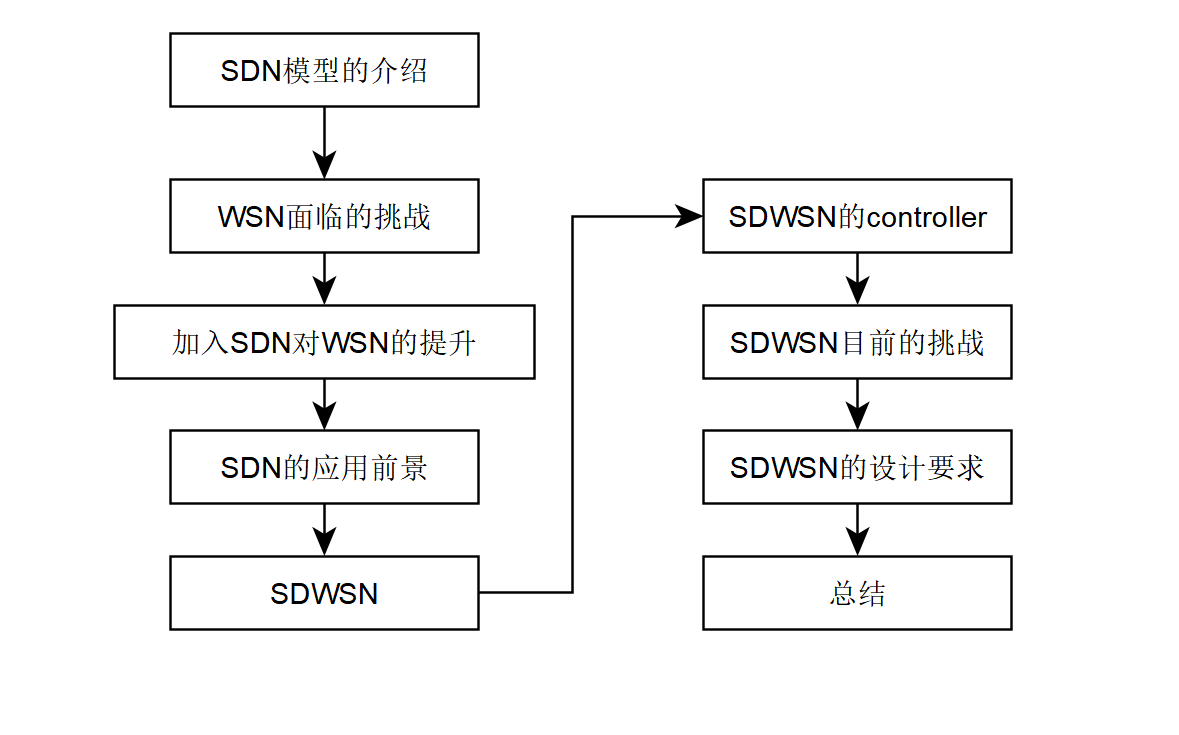 SDN模型的介绍
WSN面临的挑战
加入SDN对WSN的提升
SDN的应用前景
SDWSN
SDWSN的controller
SDWSN目前的挑战
SDWSN的设计要求
总结